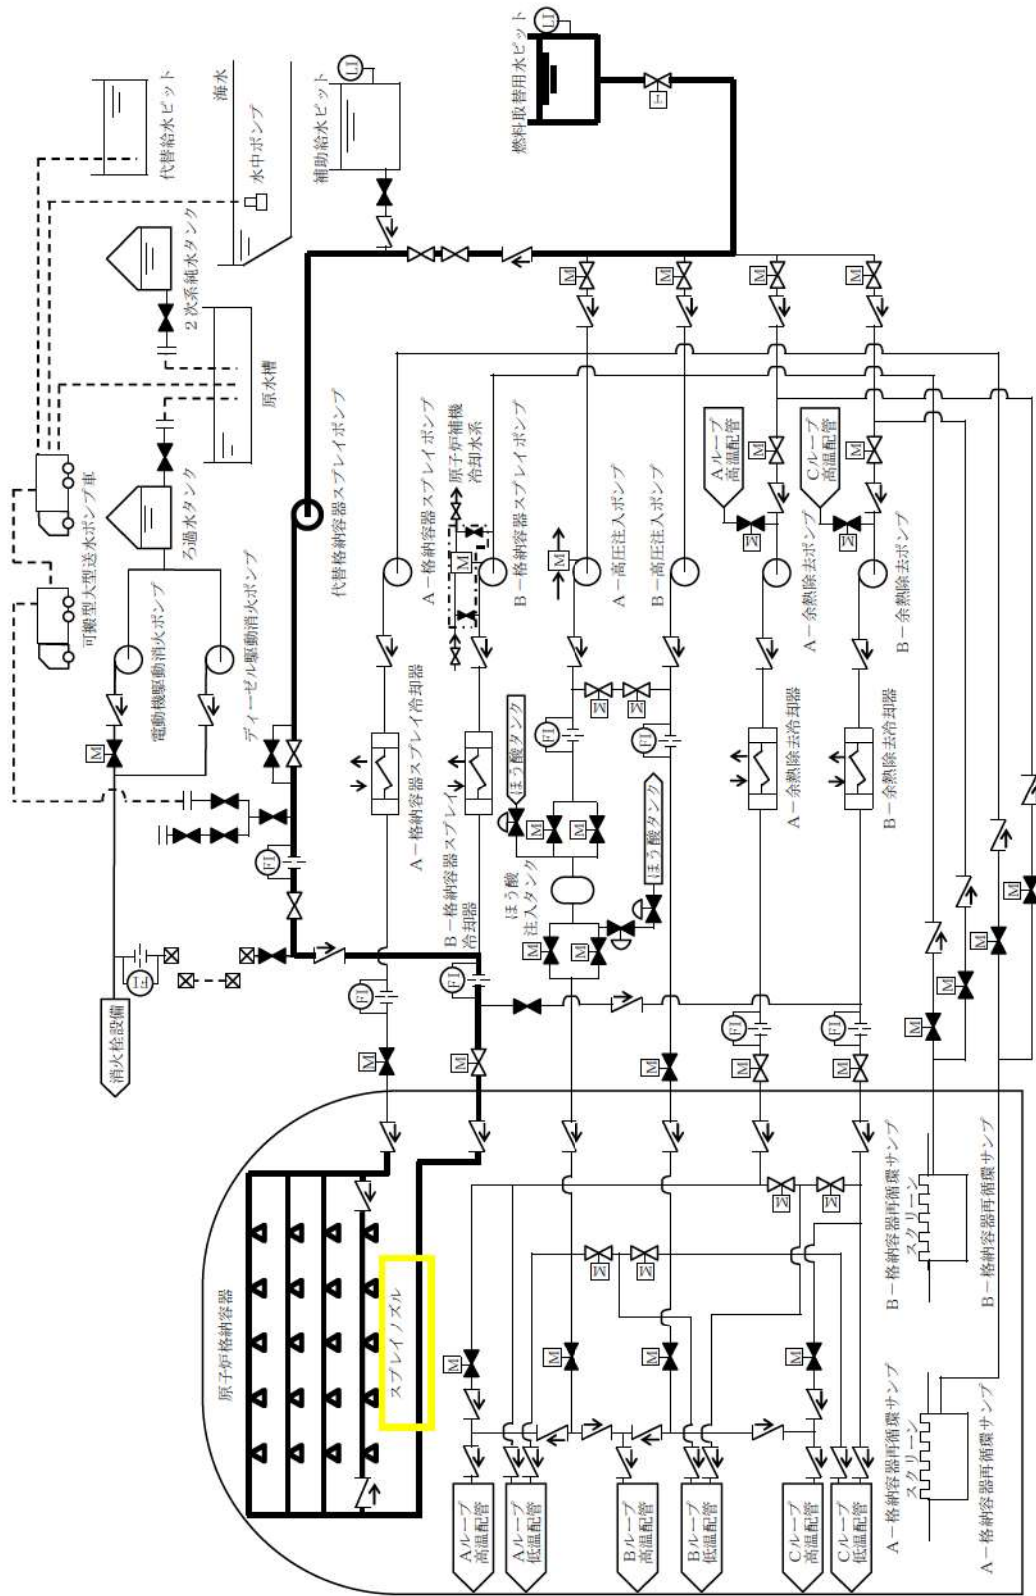 代替給水ピット
海水
水中ポンプ
補助給水ピット
LI
燃料取替用水ピット
LI
T
2次系純水タンク
原水槽
ろ過水タンク
可搬型大型送水ポンプ車
電動機駆動消火ポンプ
ディーゼル駆動消火ポンプ
M
FI
消火栓設備
FI
代替格納容器スプレイポンプ
A-格納容器スプレイポンプ
原子炉補機
冷却水系
M
B-格納容器スプレイポンプ
M
A-高圧注入ポンプ
B-高圧注入ポンプ
M
M
M
M
Aループ
高温配管
M
M
Cループ
高温配管
M
M
A-余熱除去ポンプ
B-余熱除去ポンプ
A-格納容器スプレイ冷却器
B-格納容器スプレイ
冷却器
ほう酸タンク
ほう酸
注入タンク
ほう酸タンク
M
M
M
M
M
M
FI
FI
A-余熱除去冷却器
B-余熱除去冷却器
FI
FI
FI
FI
M
M
M
M
M
M
M
M
M
原子炉格納容器
スプレイノズル
M
M
M
M
M
M
M
M
Aループ
高温配管
Aループ
低温配管
Bループ
高温配管
Bループ
低温配管
Cループ
高温配管
Cループ
低温配管
B-格納容器再循環サンプ
スクリーン
B-格納容器再循環サンプ
A-格納容器再循環サンプ
スクリーン
A-格納容器再循環サンプ